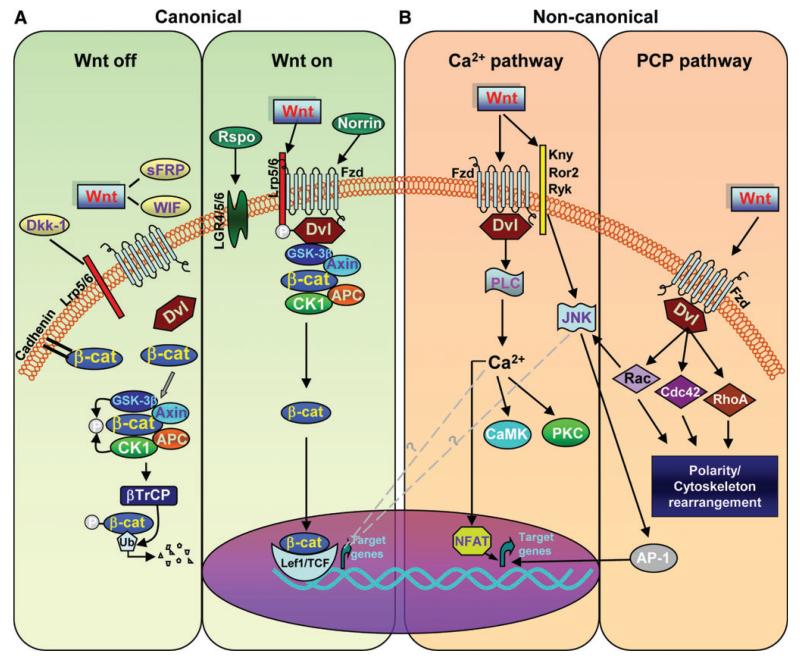 A
Canonical
B
Non-canonical
Wnt off
Wnt on
Ca2+ pathway
PCP pathway
Wnt
sFRP
WIF
Dkk-1
Lrp5/6
Cadhenin
Dvl
β-cat
β-cat
GSK-3β
Axin
P
β-cat
APC
CK1
βTrCP
P
β-cat
Ub
Wnt
Rspo
Norrin
Lrp5/6
Fzd
LGR4/5/6
P
Dvl
GSK-3β
Axin
β-cat
APC
CK1
β-cat
β-cat
Lef1/TCF
Target
genes
?
?
Wnt
Kny
Ror2
Ryk
Fzd
Dvl
PLC
JNK
Ca2+
CaMK
PKC
NFAT
Target
genes
Wnt
Fzd
Dvl
Rac
Cdc42
RhoA
Polarity/
Cytoskeleton
rearrangement
AP-1